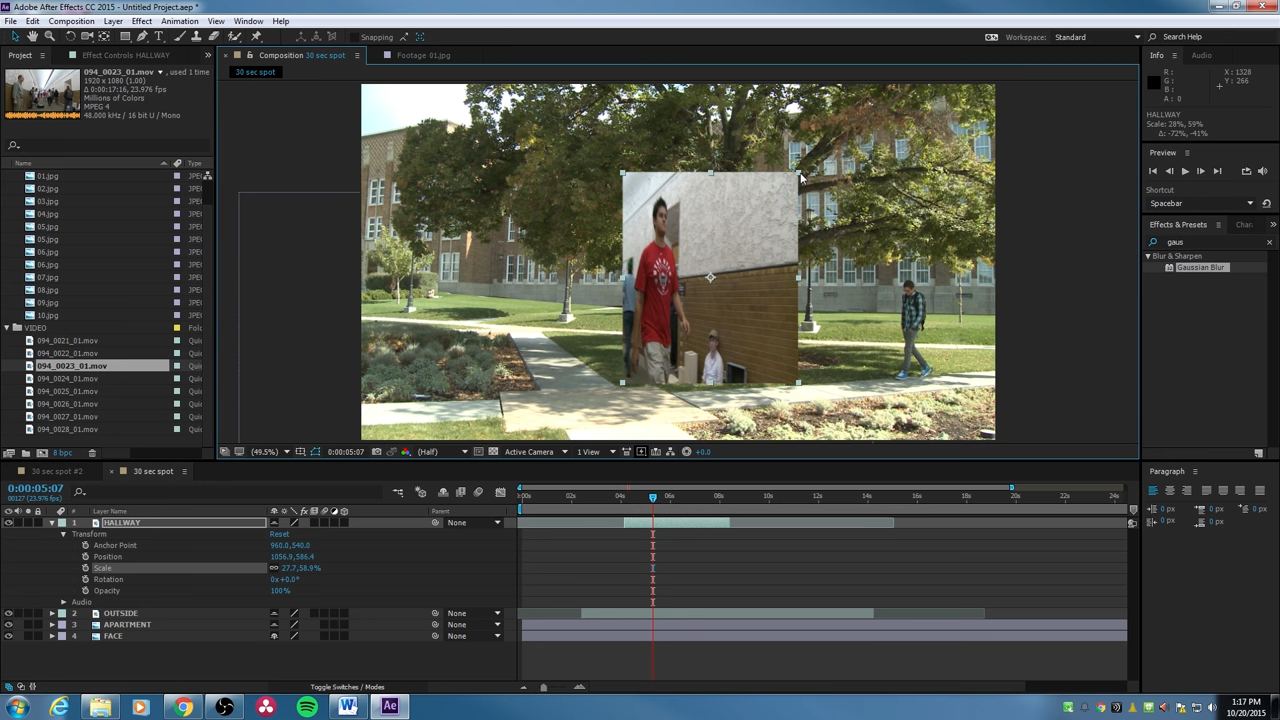 Adobe After Effects CC 2015 - Untitled Project.aep *
File Edit Composition Layer Effect Animation View Window Help
Snapping
Workspace: Standard
Search Help
Project
Effect Controls HALLWAY
Composition 30 sec spot
Footage 01.jpg
30 sec spot
094_0023_01.mov ▼, used 1 time
1920 x 1080 (1.00)
Δ 0:00:17:16, 23.976 fps
Millions of Colors
MPEG 4
48.000 kHz / 16 bit U / Mono
Name Type
01.jpg JPEG
02.jpg JPEG
03.jpg JPEG
04.jpg JPEG
05.jpg JPEG
05.jpg JPEG
06.jpg JPEG
06.jpg JPEG
07.jpg JPEG
08.jpg JPEG
09.jpg JPEG
10.jpg JPEG
VIDEO Fol
094_0021_01.mov Quic
094_0022_01.mov Quic
094_0023_01.mov Quic
094_0024_01.mov Quic
094_0025_01.mov Quic
094_0026_01.mov Quic
094_0027_01.mov Quic
094_0028_01.mov Quic
8 bpc
(49.5%) 0:00:05:07 (Half) Active Camera 1 View +0.0
Info Audio
R :
G :
B :
A : 0
X : 1328
Y : 266
HALLWAY
Scale: 28%, 59%
Δ: -72%, -41%
Preview
Shortcut
Spacebar
Effects & Presets Char
gaus
Blur & Sharpen
Gaussian Blur
30 sec spot #2
30 sec spot
0:00:05:07
00127 (23.976 fps)
:00s 02s 04s 06s 08s 10s 12s 14s 16s 18s 20s 22s 24s
# Layer Name Parent
1 HALLWAY None
Transform Reset
Anchor Point 960.0,540.0
Position 1056.9,586.4
Scale 27.7,58.9%
Rotation 0x+0.0°
Opacity 100%
Audio
2 OUTSIDE None
3 APARTMENT None
4 FACE None
Toggle Switches / Modes
Paragraph
0 px 0 px 0 px
0 px 0 px
1:17 PM
10/20/2015